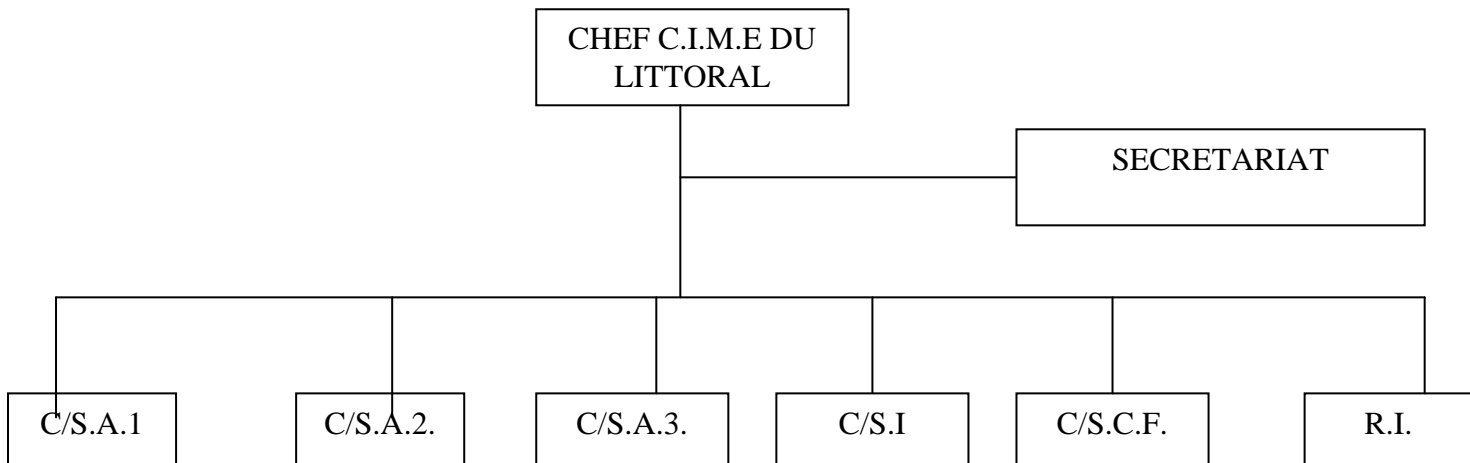 CHEF C.I.M.E DU
LITTORAL
SECRETARIAT
C/S.A.1
C/S.A.2.
C/S.A.3.
C/S.I
C/S.C.F.
R.I.